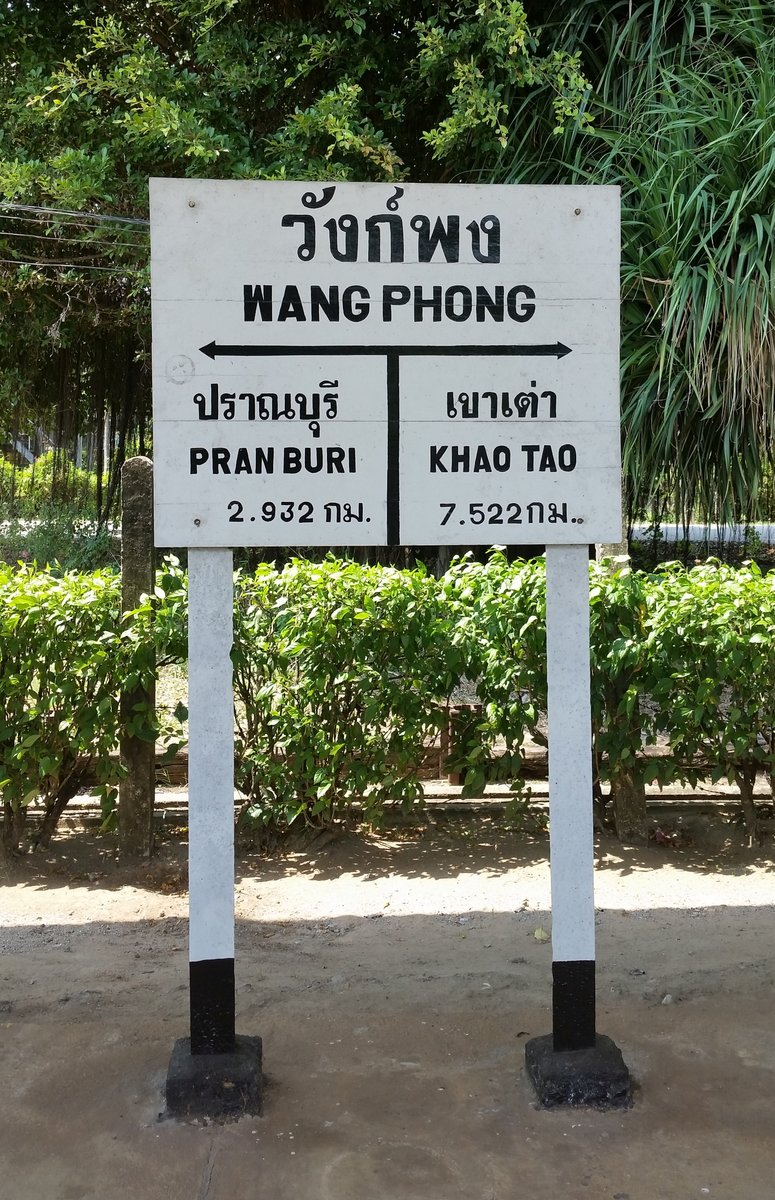 วังก์พง
WANG PHONG
ปราณบุรี
PRAN BURI
2.932 กม.
เขาเต่า
KHAO TAO
7.522 กม.